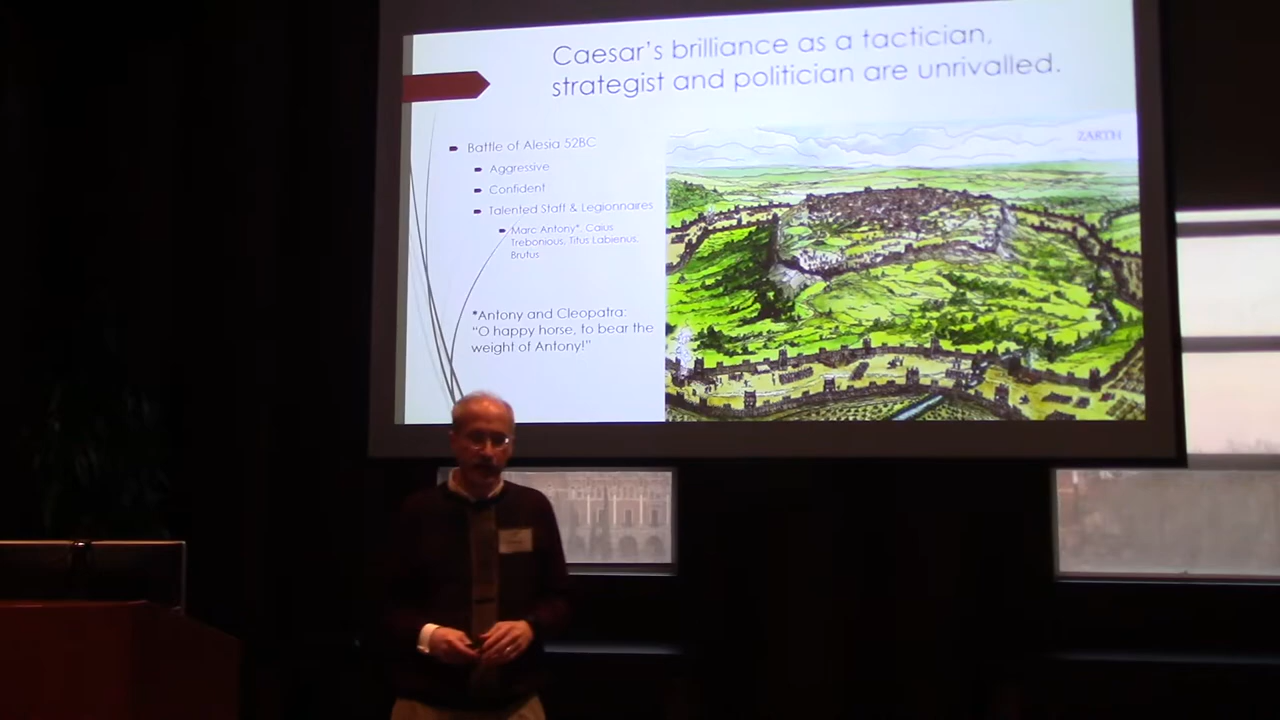 Caesar's brilliance as a tactician,
strategist and politician are unrivalled.
Battle of Alesia 52BC
Aggressive
Confident
Talented Staff & Legionnaires
Marc Antony*, Caius
Trebonious, Titus Labienus,
Brutus
*Antony and Cleopatra:
"O happy horse, to bear the
weight of Antony!"
ZARTH